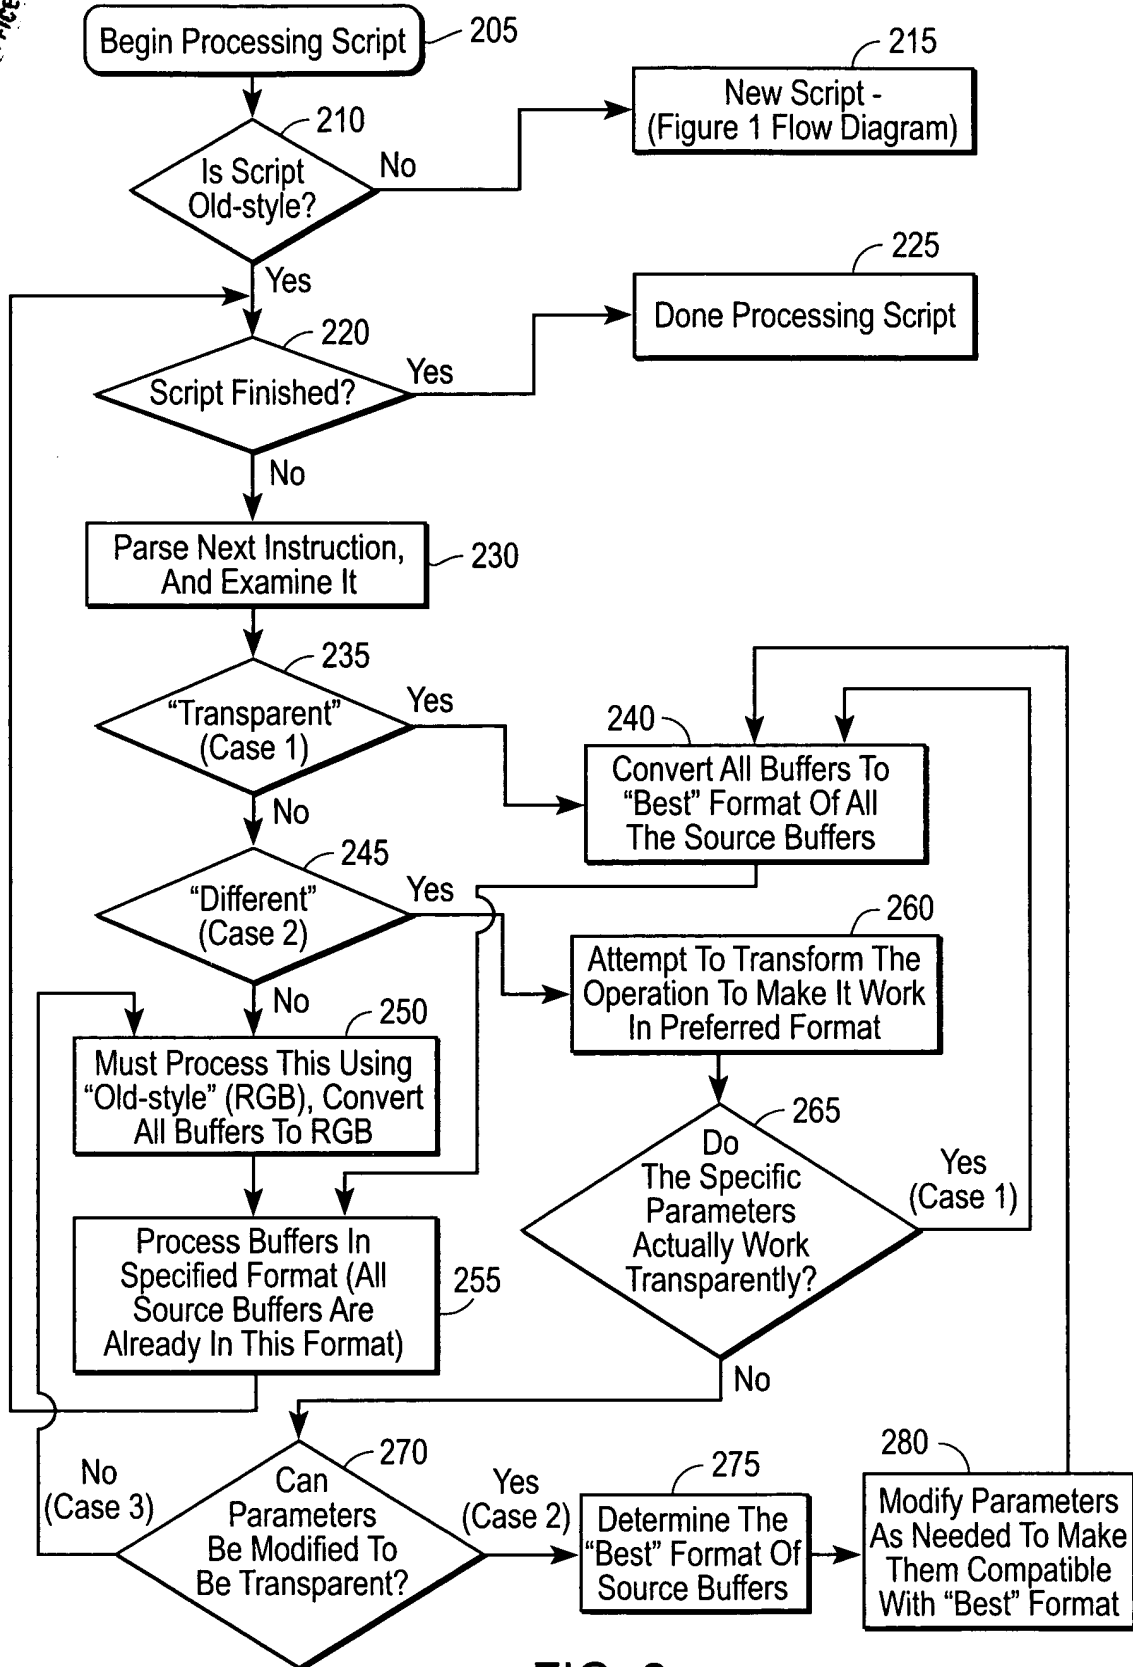 Begin Processing Script
205
215
New Script -
(Figure 1 Flow Diagram)
210
Is Script
Old-style?
No
Yes
225
Done Processing Script
220
Script Finished?
Yes
No
Parse Next Instruction,
And Examine It
230
235
"Transparent"
(Case 1)
Yes
No
240
Convert All Buffers To
"Best" Format Of All
The Source Buffers
245
"Different"
(Case 2)
Yes
No
260
Attempt To Transform The
Operation To Make It Work
In Preferred Format
250
Must Process This Using
"Old-style" (RGB), Convert
All Buffers To RGB
265
Do
The Specific
Parameters
Actually Work
Transparently?
Yes
(Case 1)
No
Process Buffers In
Specified Format (All
Source Buffers Are
Already In This Format)
255
270
Can
Parameters
Be Modified To
Be Transparent?
No
(Case 3)
Yes
(Case 2)
275
Determine The
"Best" Format Of
Source Buffers
280
Modify Parameters
As Needed To Make
Them Compatible
With "Best" Format